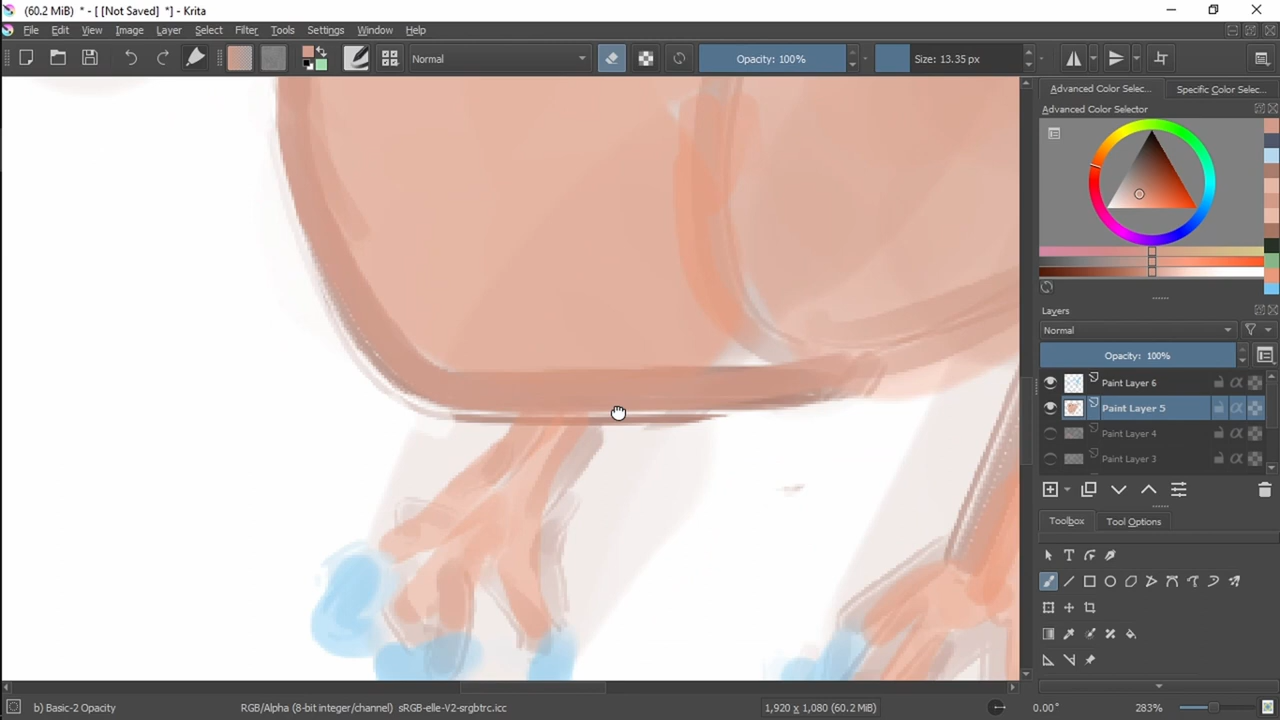 (60.2 MiB) * - [ [Not Saved] *] - Krita
File Edit View Image Layer Select Filter Tools Settings Window Help
Normal Opacity: 100% Size: 13.35 px
Advanced Color Selec... Specific Color Selec...
Advanced Color Selector
Layers
Normal
Opacity: 100%
Paint Layer 6
Paint Layer 5
Paint Layer 4
Paint Layer 3
Toolbox Tool Options
b) Basic-2 Opacity RGB/Alpha (8-bit integer/channel) sRGB-elle-V2-srgbtrc.icc 1,920 x 1,080 (60.2 MiB) 0.00° 283%